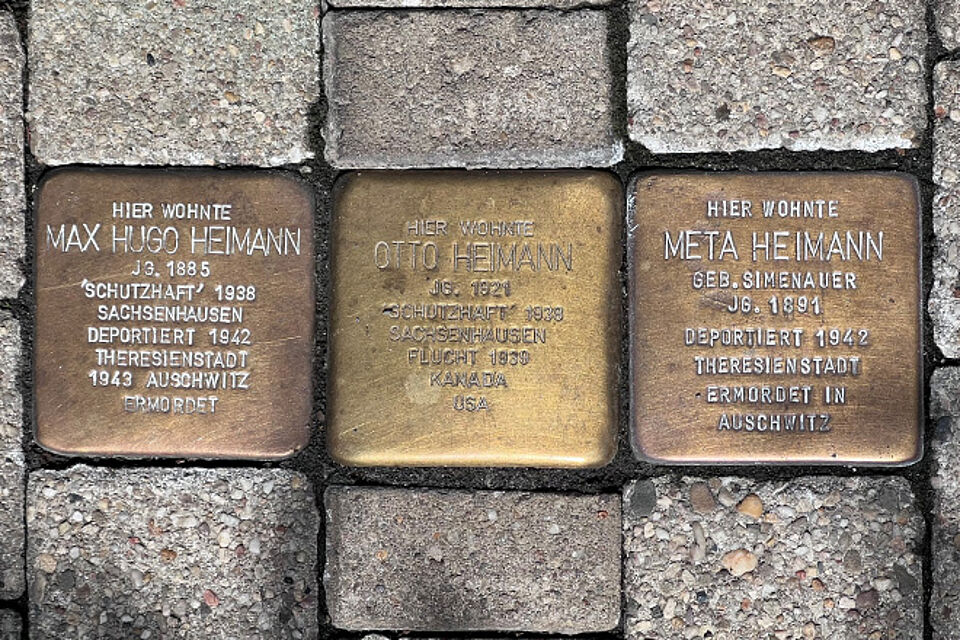 HIER WOHNTE
MAX HUGO HEIMANN
JG. 1885
'SCHUTZHAFT' 1938
SACHSENHAUSEN
DEPORTIERT 1942
THERESIENSTADT
1943 AUSCHWITZ
ERMORDET
HIER WOHNTE
OTTO HEIMANN
JG. 1921
'SCHUTZHAFT' 1938
SACHSENHAUSEN
FLUCHT 1939
KANADA
USA
HIER WOHNTE
META HEIMANN
GEB. SIMENAUER
JG. 1891
DEPORTIERT 1942
THERESIENSTADT
ERMORDET IN
AUSCHWITZ